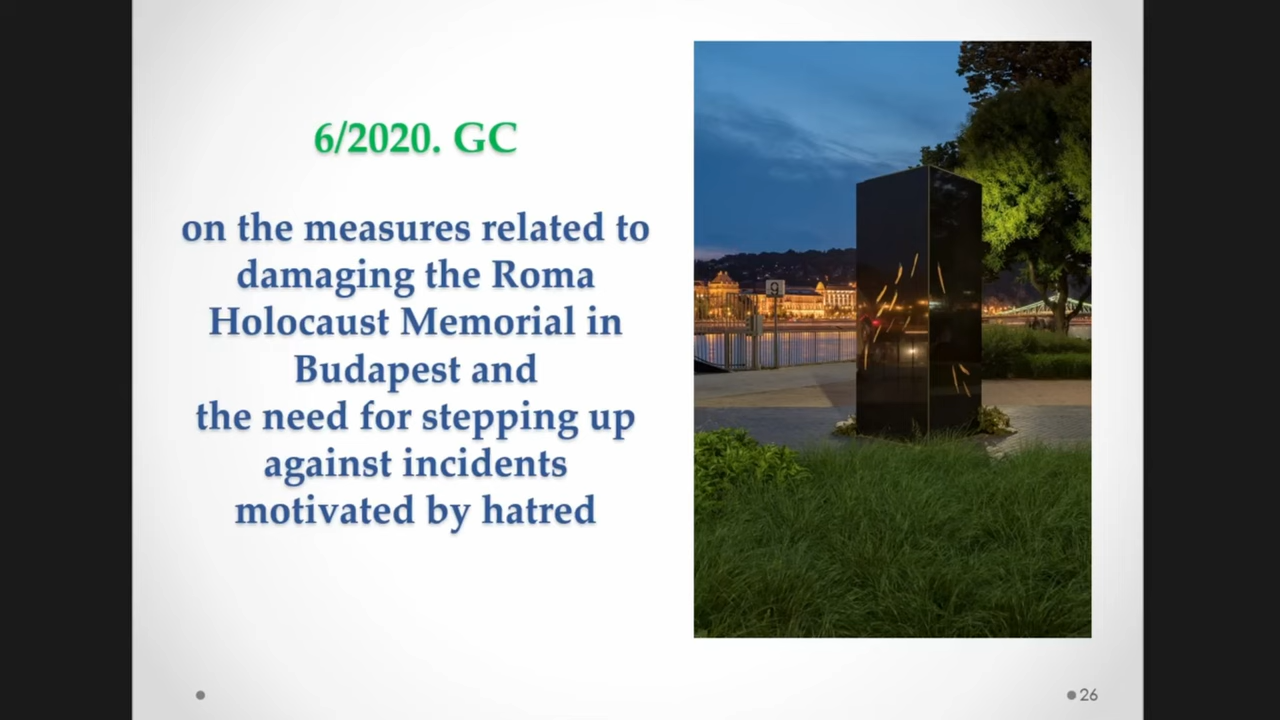 6/2020. GC
on the measures related to
damaging the Roma
Holocaust Memorial in
Budapest and
the need for stepping up
against incidents
motivated by hatred
9
26